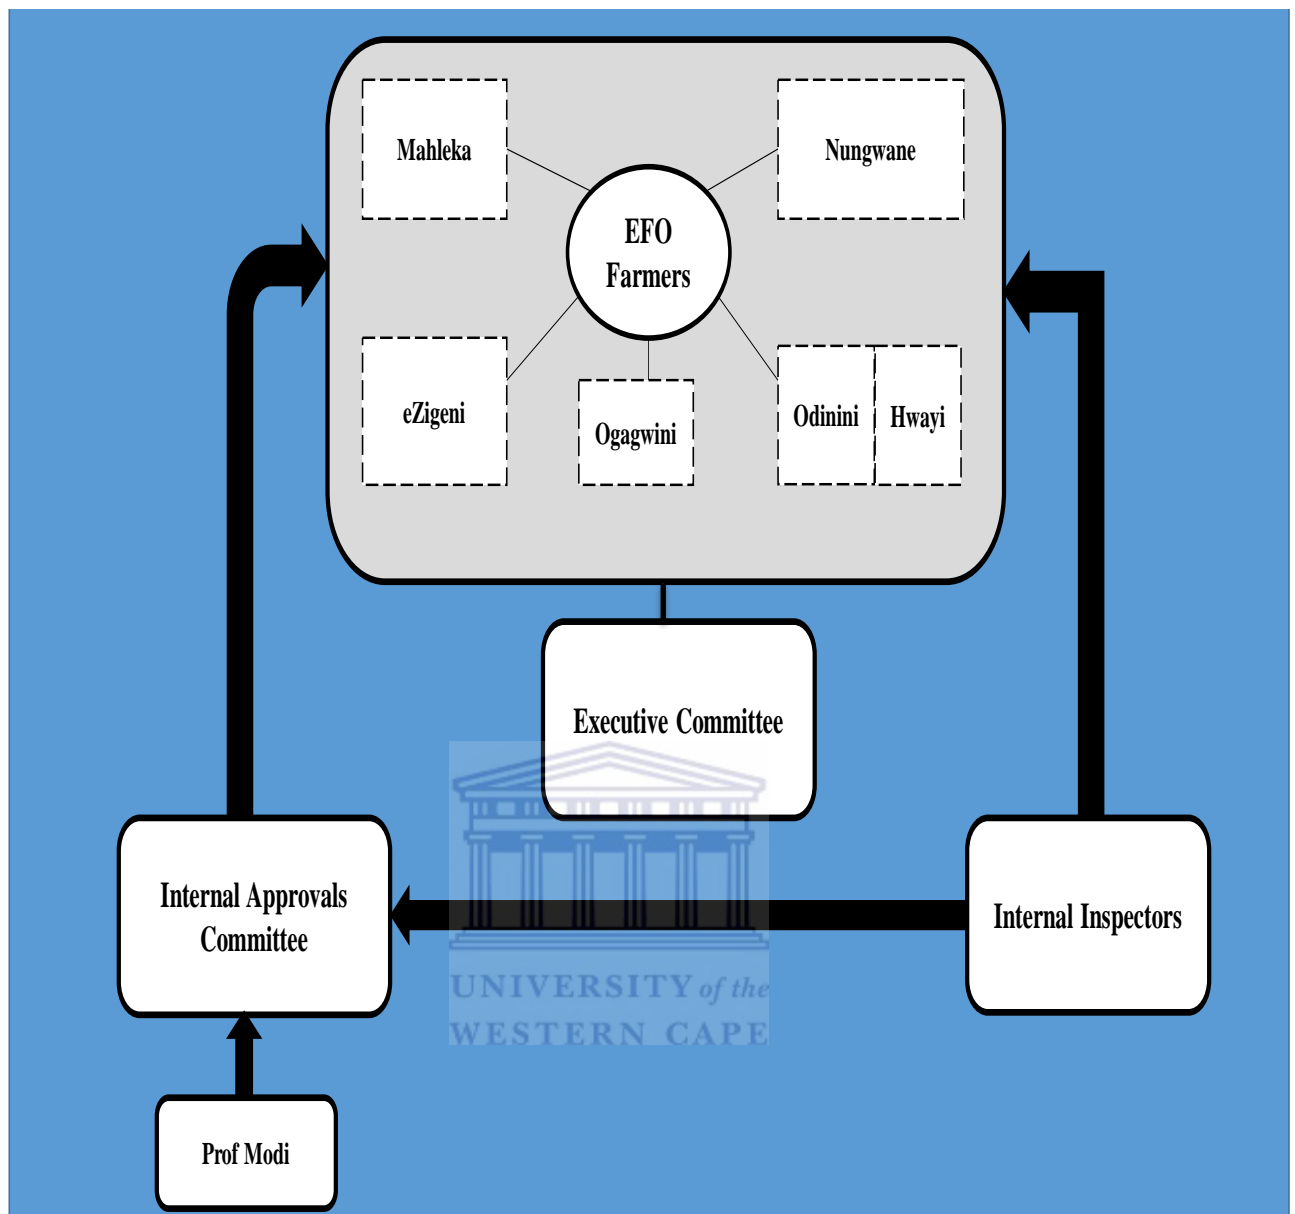 Mahleka
Nungwane
EFO
Farmers
eZigeni
Ogagwini
Odinini
Hwayi
Executive Committee
Internal Approvals
Committee
Internal Inspectors
UNIVERSITY of the
WESTERN CAPE
Prof Modi